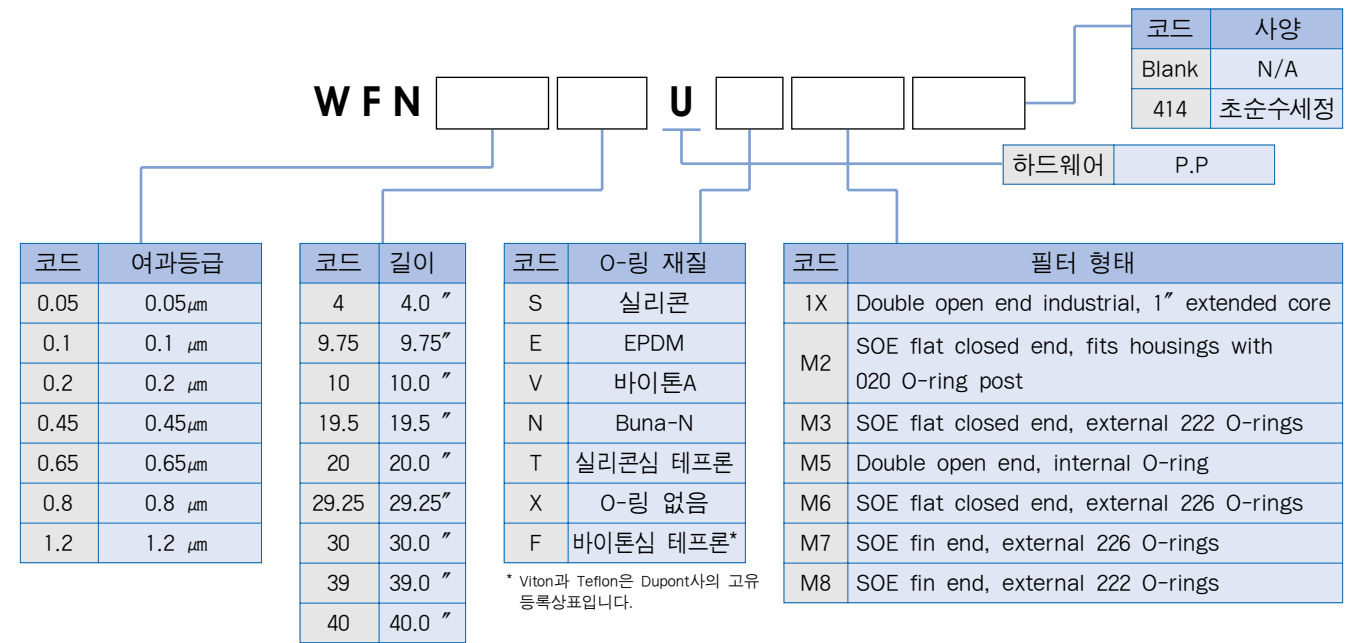 코드 사양
Blank N/A
414 초순수세정
WFN U
하드웨어 P.P
코드 여과등급
0.05 0.05㎛
0.1 0.1 ㎛
0.2 0.2 ㎛
0.45 0.45㎛
0.65 0.65㎛
0.8 0.8 ㎛
1.2 1.2 ㎛
코드 길이
4 4.0 ″
9.75 9.75″
10 10.0 ″
19.5 19.5 ″
20 20.0 ″
29.25 29.25″
30 30.0 ″
39 39.0 ″
40 40.0 ″
코드 O-링 재질
S 실리콘
E EPDM
V 바이톤A
N Buna-N
T 실리콘심 테프론
X O-링 없음
F 바이톤심 테프론*
* Viton과 Teflon은 Dupont사의 고유
등록상표입니다.
코드 필터 형태
1X Double open end industrial, 1″ extended core
M2 SOE flat closed end, fits housings with
020 O-ring post
M3 SOE flat closed end, external 222 O-rings
M5 Double open end, internal O-ring
M6 SOE flat closed end, external 226 O-rings
M7 SOE fin end, external 226 O-rings
M8 SOE fin end, external 222 O-rings